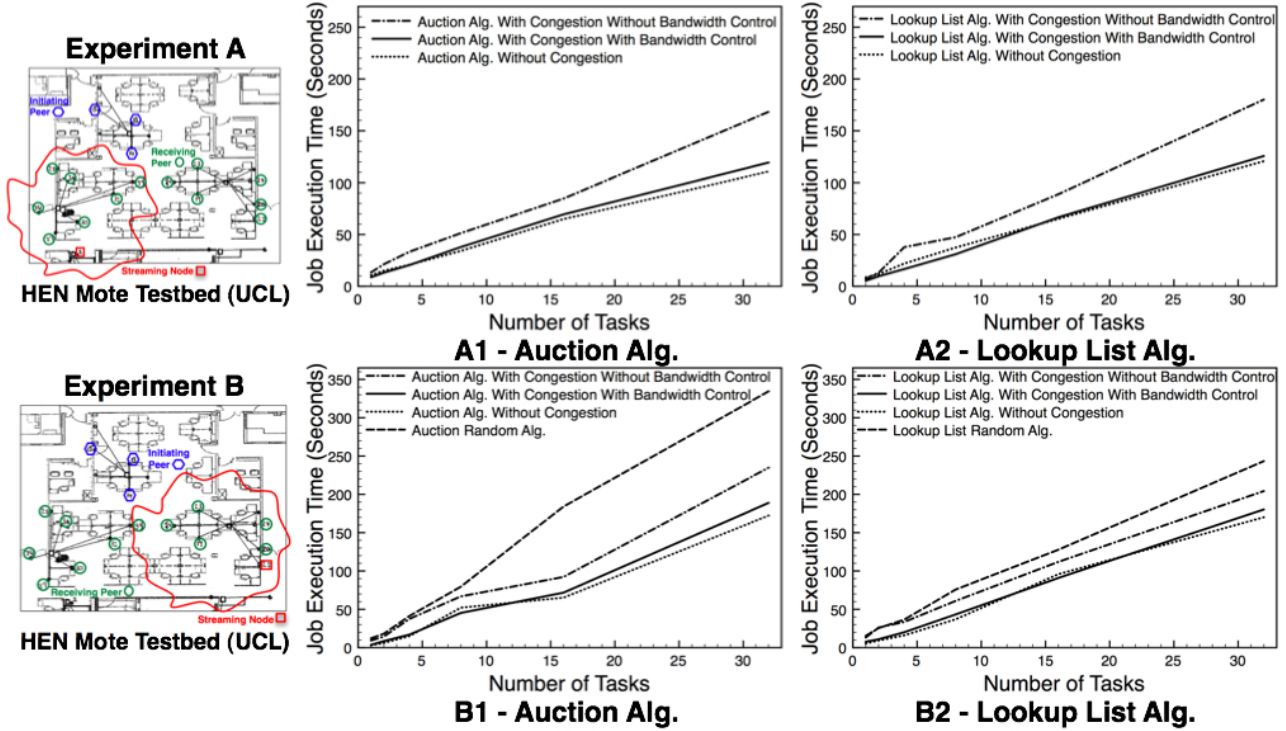 Experiment A
Initiating
Peer
Receiving
Peer
Streaming Node
HEN Mote Testbed (UCL)
Job Execution Time (Seconds)
250
200
150
100
50
0
Auction Alg. With Congestion Without Bandwidth Control
Auction Alg. With Congestion With Bandwidth Control
Auction Alg. Without Congestion
0 5 10 15 20 25 30
Number of Tasks
A1 - Auction Alg.
Job Execution Time (Seconds)
250
200
150
100
50
0
Lookup List Alg. With Congestion Without Bandwidth Control
Lookup List Alg. With Congestion With Bandwidth Control
Lookup List Alg. Without Congestion
0 5 10 15 20 25 30
Number of Tasks
A2 - Lookup List Alg.
Experiment B
Initiating
Peer
Receiving Peer
Streaming Node
HEN Mote Testbed (UCL)
Job Execution Time (Seconds)
350
300
250
200
150
100
50
0
Auction Alg. With Congestion Without Bandwidth Control
Auction Alg. With Congestion With Bandwidth Control
Auction Alg. Without Congestion
Auction Random Alg.
0 5 10 15 20 25 30
Number of Tasks
B1 - Auction Alg.
Job Execution Time (Seconds)
350
300
250
200
150
100
50
0
Lookup List Alg. With Congestion Without Bandwidth Control
Lookup List Alg. With Congestion With Bandwidth Control
Lookup List Alg. Without Congestion
Lookup List Random Alg.
0 5 10 15 20 25 30
Number of Tasks
B2 - Lookup List Alg.